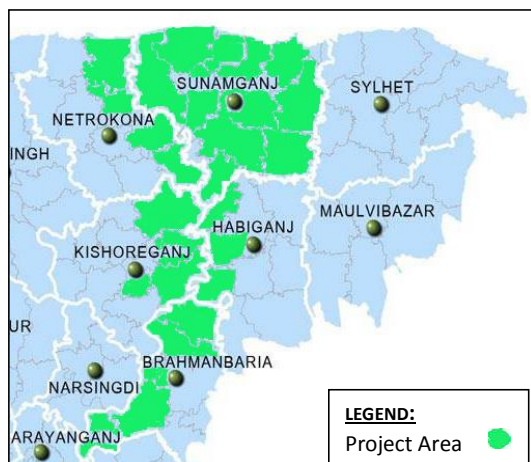 SUNAMGANJ
SYLHET
NETROKONA
INGH
MAULVIBAZAR
HABIGANJ
KISHOREGANJ
UR
BRAHMANBARIA
NARSINGDI
ARAYANGANJ
LEGEND:
Project Area